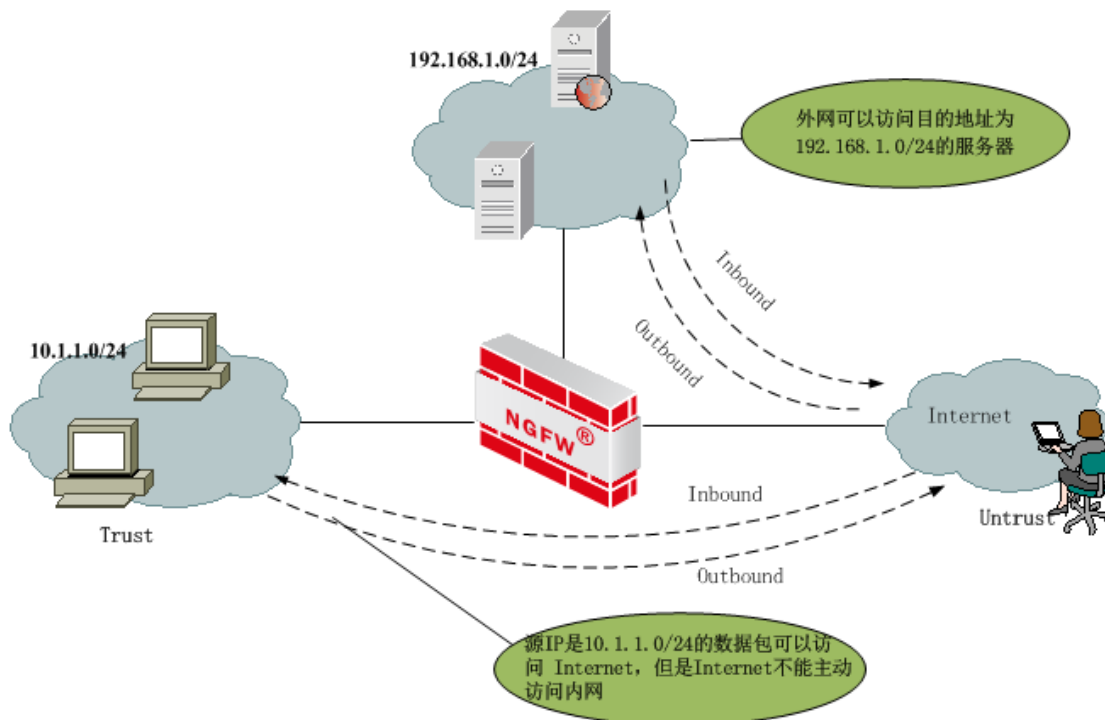 192.168.1.0/24
外网可以访问目的地址为
192.168.1.0/24的服务器
Inbound
Outbound
10.1.1.0/24
NGFW®
Internet
Inbound
Trust
Untrust
Outbound
源IP是10.1.1.0/24的数据包可以访
问 Internet，但是Internet不能主动
访问内网